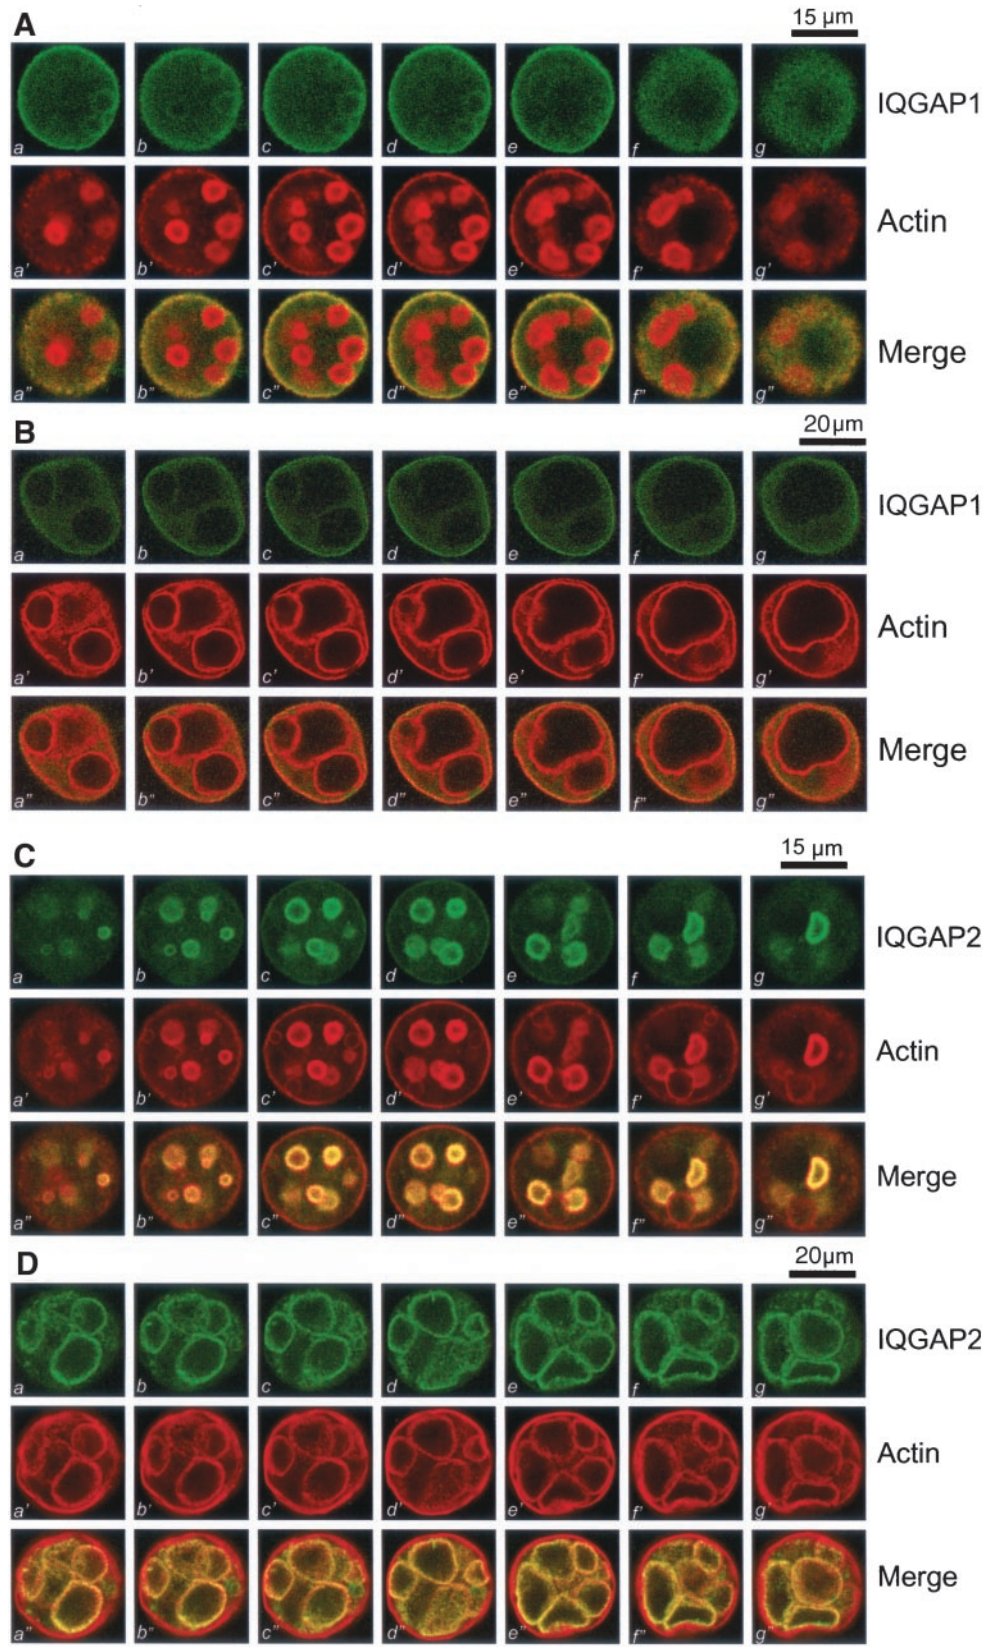 A 15 µm
a b c d e f g IQGAP1
a' b' c' d' e' f' g' Actin
a" b" c" d" e" f" g" Merge
B 20µm
a b c d e f g IQGAP1
a' b' c' d' e' f' g' Actin
a" b" c" d" e" f" g" Merge
C 15 µm
a b c d e f g IQGAP2
a' b' c' d' e' f' g' Actin
a" b" c" d" e" f" g" Merge
D 20µm
a b c d e f g IQGAP2
a' b' c' d' e' f' g' Actin
a" b" c" d" e" f" g" Merge